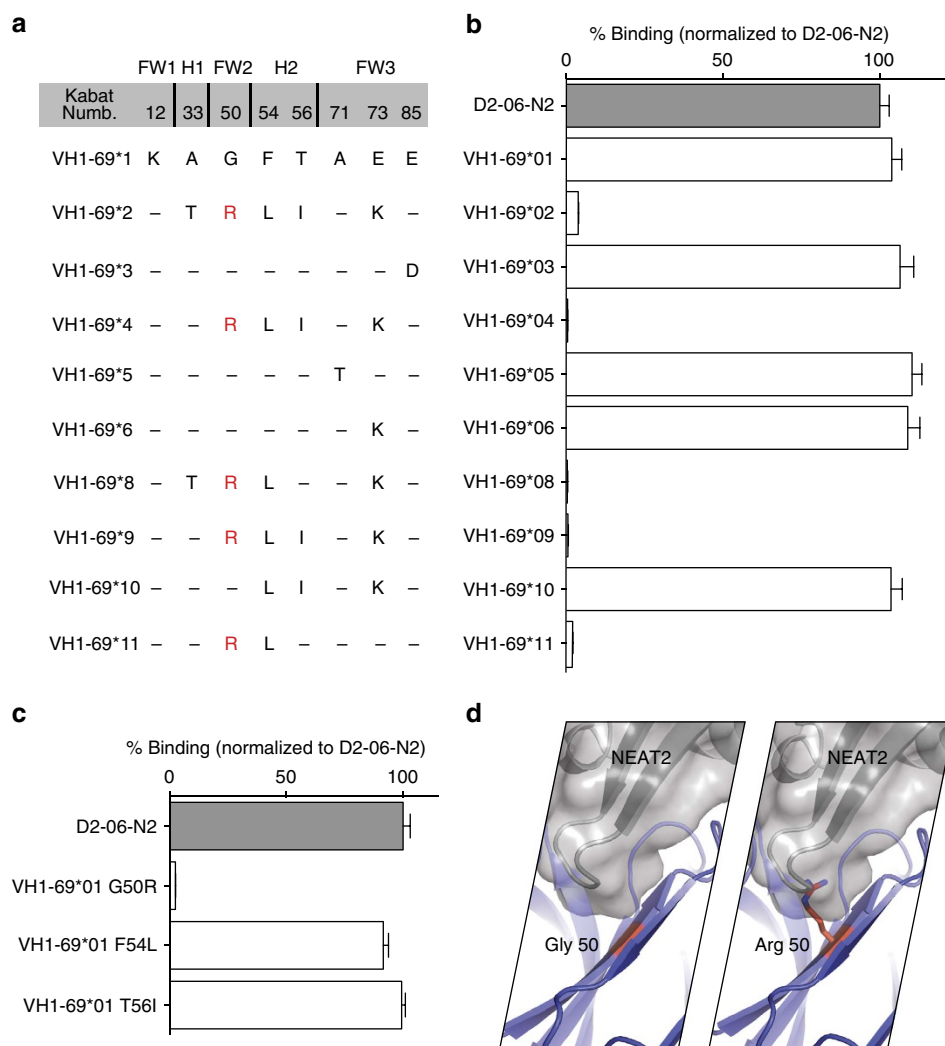 a
FW1 H1 FW2 H2 FW3
Kabat Numb. 12 33 50 54 56 71 73 85
VH1-69*1 K A G F T A E E
VH1-69*2 – T R L I – K –
VH1-69*3 – – – – – – – D
VH1-69*4 – – R L I – K –
VH1-69*5 – – – – – T – –
VH1-69*6 – – – – – – K –
VH1-69*8 – T R L – – K –
VH1-69*9 – – R L I – K –
VH1-69*10 – – – L I – K –
VH1-69*11 – – R L – – – –
b
% Binding (normalized to D2-06-N2)
0 100
D2-06-N2
VH1-69*01
VH1-69*02
VH1-69*03
VH1-69*04
VH1-69*05
VH1-69*06
VH1-69*08
VH1-69*09
VH1-69*10
VH1-69*11
c
% Binding (normalized to D2-06-N2)
0 50 100
D2-06-N2
VH1-69*01 G50R
VH1-69*01 F54L
VH1-69*01 T56I
d
NEAT2 NEAT2
Gly 50 Arg 50